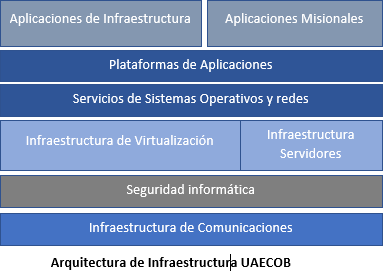 Aplicaciones de Infraestructura
Aplicaciones Misionales
Plataformas de Aplicaciones
Servicios de Sistemas Operativos y redes
Infraestructura de Virtualización
Infraestructura
Servidores
Seguridad informática
Infraestructura de Comunicaciones
Arquitectura de Infraestructura UAECOB